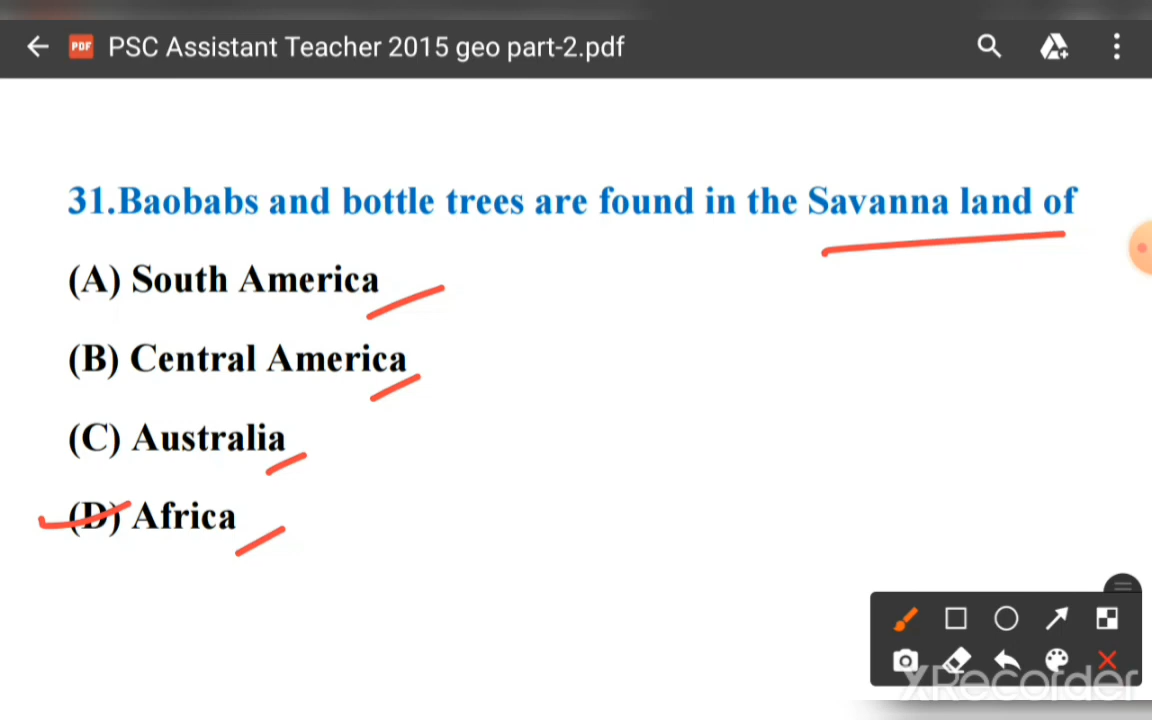 PDF PSC Assistant Teacher 2015 geo part-2.pdf
31.Baobabs and bottle trees are found in the Savanna land of
(A) South America
(B) Central America
(C) Australia
(D) Africa
XRecorder